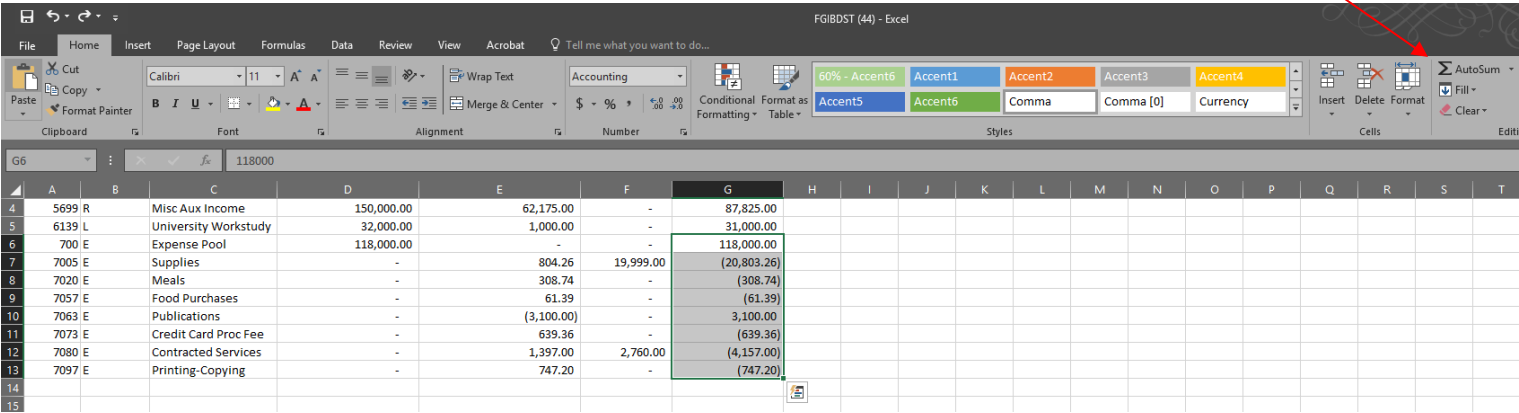 FGIBDST (44) - Excel
File Home Insert Page Layout Formulas Data Review View Acrobat Tell me what you want to do...
Cut
Copy
Format Painter
Paste
Clipboard
Calibri 11 A A
B I U A
Font
Wrap Text
Merge & Center
Alignment
Accounting
$ % , .0 .00 .00 .0
Number
Conditional Formatting
Format as Table
60% - Accent6 Accent1 Accent2 Accent3 Accent4
Accent5 Accent6 Comma Comma [0] Currency
Styles
Insert Delete Format
Cells
Σ AutoSum
Fill
Clear
Editi
G6 fx 118000
A B C D E F G H I J K L M N O P Q R S T
4 5699 R Misc Aux Income 150,000.00 62,175.00 - 87,825.00
5 6139 L University Workstudy 32,000.00 1,000.00 - 31,000.00
6 700 E Expense Pool 118,000.00 - - 118,000.00
7 7005 E Supplies - 804.26 19,999.00 (20,803.26)
8 7020 E Meals - 308.74 - (308.74)
9 7057 E Food Purchases - 61.39 - (61.39)
10 7063 E Publications - (3,100.00) - 3,100.00
11 7073 E Credit Card Proc Fee - 639.36 - (639.36)
12 7080 E Contracted Services - 1,397.00 2,760.00 (4,157.00)
13 7097 E Printing-Copying - 747.20 - (747.20)
14
15